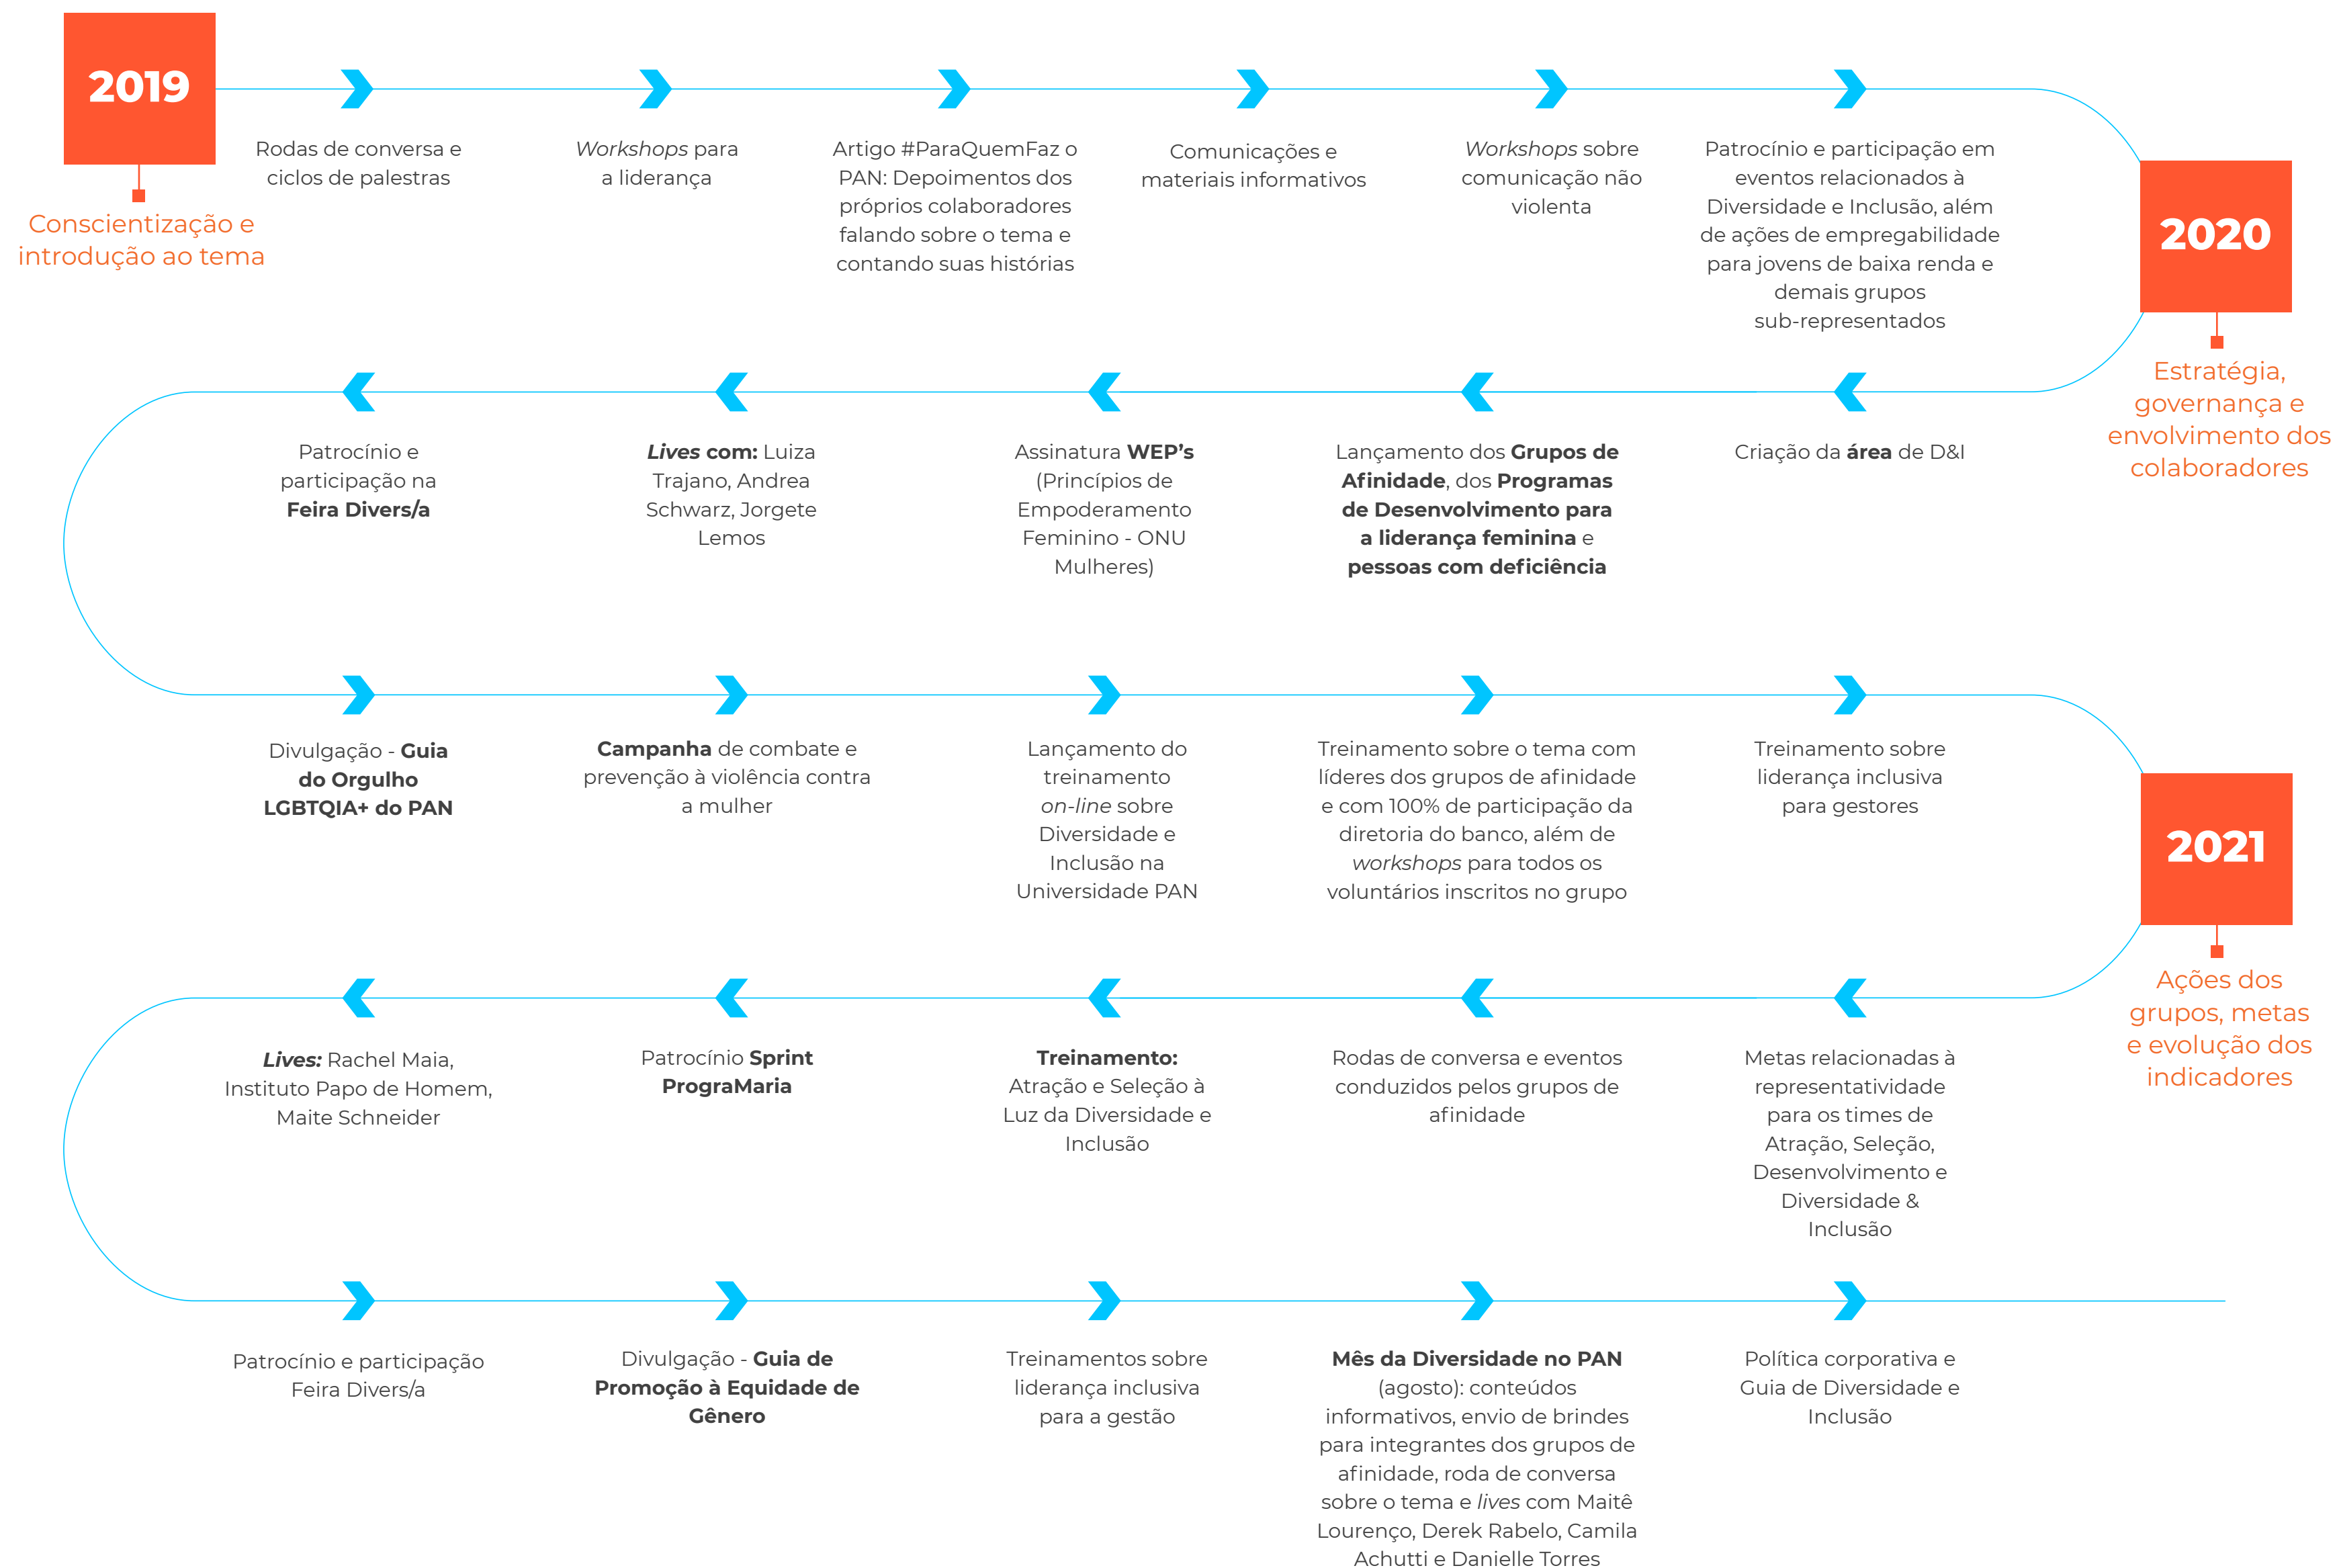 2019
Conscientização e
introdução ao tema
Rodas de conversa e
ciclos de palestras
Workshops para
a liderança
Artigo #ParaQuemFaz o
PAN: Depoimentos dos
próprios colaboradores
falando sobre o tema e
contando suas histórias
Comunicações e
materiais informativos
Workshops sobre
comunicação não
violenta
Patrocínio e participação em
eventos relacionados à
Diversidade e Inclusão, além
de ações de empregabilidade
para jovens de baixa renda e
demais grupos
sub-representados
2020
Estratégia,
governança e
envolvimento dos
colaboradores
Criação da área de D&I
Lançamento dos Grupos de
Afinidade, dos Programas
de Desenvolvimento para
a liderança feminina e
pessoas com deficiência
Assinatura WEP’s
(Princípios de
Empoderamento
Feminino - ONU
Mulheres)
Lives com: Luiza
Trajano, Andrea
Schwarz, Jorgete
Lemos
Patrocínio e
participação na
Feira Divers/a
Divulgação - Guia
do Orgulho
LGBTQIA+ do PAN
Campanha de combate e
prevenção à violência contra
a mulher
Lançamento do
treinamento
on-line sobre
Diversidade e
Inclusão na
Universidade PAN
Treinamento sobre o tema com
líderes dos grupos de afinidade
e com 100% de participação da
diretoria do banco, além de
workshops para todos os
voluntários inscritos no grupo
Treinamento sobre
liderança inclusiva
para gestores
2021
Ações dos
grupos, metas
e evolução dos
indicadores
Metas relacionadas à
representatividade
para os times de
Atração, Seleção,
Desenvolvimento e
Diversidade &
Inclusão
Rodas de conversa e eventos
conduzidos pelos grupos de
afinidade
Treinamento:
Atração e Seleção à
Luz da Diversidade e
Inclusão
Patrocínio Sprint
PrograMaria
Lives: Rachel Maia,
Instituto Papo de Homem,
Maite Schneider
Patrocínio e participação
Feira Divers/a
Divulgação - Guia de
Promoção à Equidade de
Gênero
Treinamentos sobre
liderança inclusiva
para a gestão
Mês da Diversidade no PAN
(agosto): conteúdos
informativos, envio de brindes
para integrantes dos grupos de
afinidade, roda de conversa
sobre o tema e lives com Maitê
Lourenço, Derek Rabelo, Camila
Achutti e Danielle Torres
Política corporativa e
Guia de Diversidade e
Inclusão